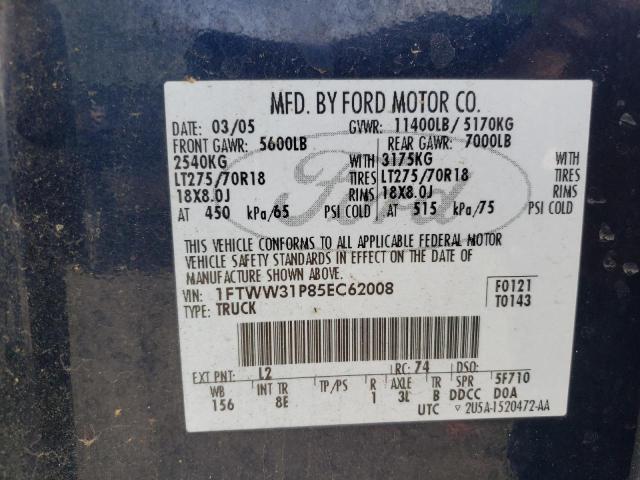 MFD. BY FORD MOTOR CO.
DATE: 03/05 GVWR: 11400LB/ 5170KG
FRONT GAWR: 5600LB REAR GAWR: 7000LB
2540KG WITH 3175KG WITH
LT275/70R18 TIRES LT275/70R18 TIRES
18X8.0J RIMS 18X8.0J RIMS
AT 450 kPa/65 PSI COLD AT 515 kPa/75 PSI COLD
Ford
THIS VEHICLE CONFORMS TO ALL APPLICABLE FEDERAL MOTOR
VEHICLE SAFETY STANDARDS IN EFFECT ON THE DATE OF
MANUFACTURE SHOWN ABOVE.
VIN: 1FTWW31P85EC62008 F0121
TYPE: TRUCK T0143
EXT PNT: L2 RC: 74 DSO:
WB INT TR TP/PS R AXLE TR SPR 5F710
156 8E 1 3L B DDCC DOA
UTC ▽ 2U5A-1520472-AA